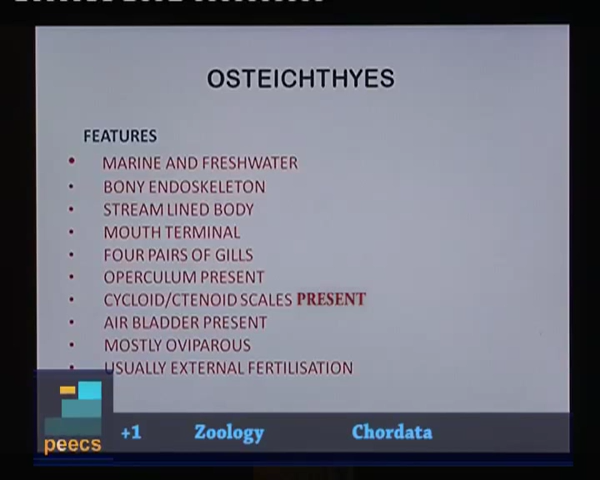 OSTEICHTHYES
FEATURES
• MARINE AND FRESHWATER
• BONY ENDOSKELETON
• STREAM LINED BODY
• MOUTH TERMINAL
• FOUR PAIRS OF GILLS
• OPERCULUM PRESENT
• CYCLOID/CTENOID SCALES PRESENT
• AIR BLADDER PRESENT
• MOSTLY OVIPAROUS
• USUALLY EXTERNAL FERTILISATION
peecs +1 Zoology Chordata